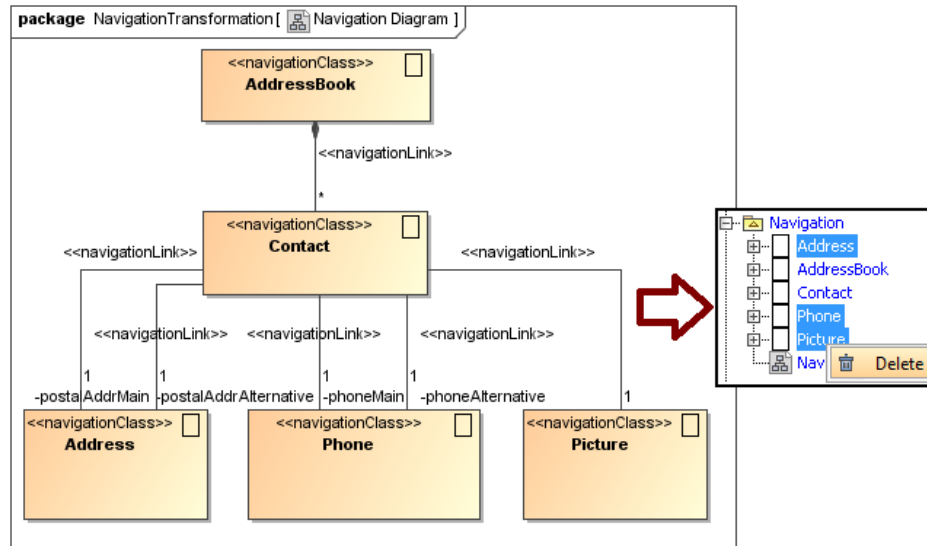 package NavigationTransformation[ Navigation Diagram ]
<<navigationClass>>
AddressBook
<<navigationLink>>
*
<<navigationClass>>
Contact
<<navigationLink>>
<<navigationLink>>
<<navigationLink>>
<<navigationLink>>
<<navigationLink>>
1
1
1
1
-postalAddrMain
-postalAddrAlternative
-phoneMain
-phoneAlternative
1
<<navigationClass>>
Address
<<navigationClass>>
Phone
<<navigationClass>>
Picture
Navigation
Address
AddressBook
Contact
Phone
Picture
Nav
Delete